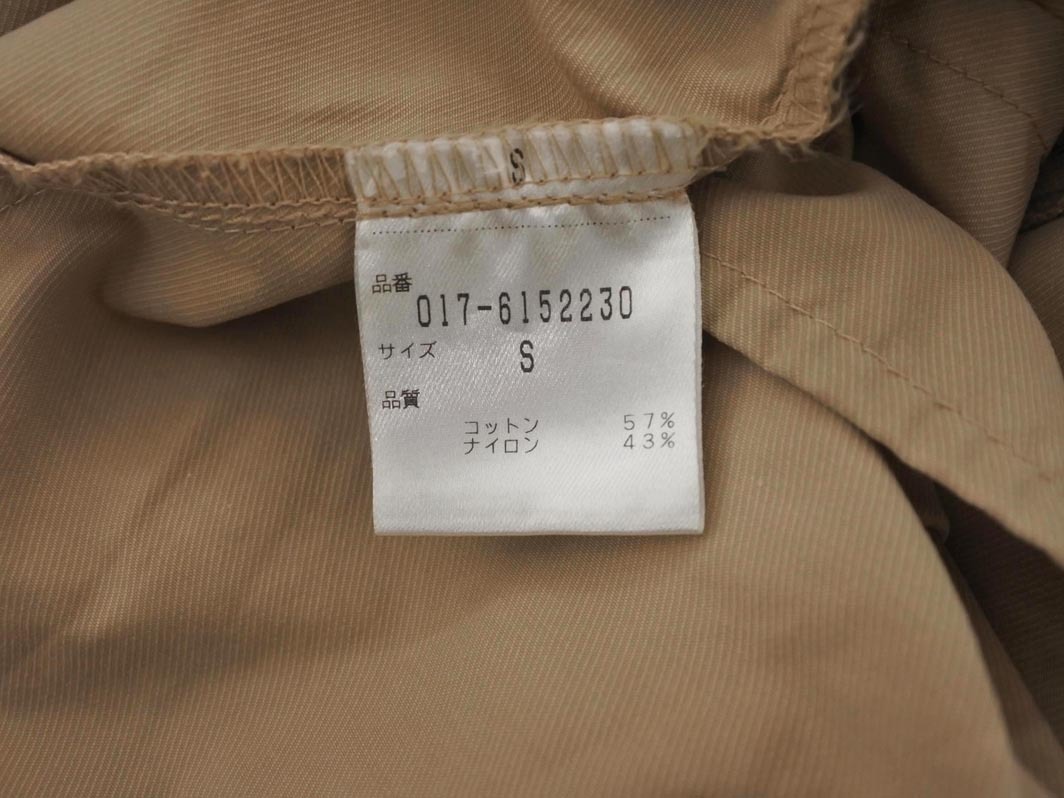 S
品番
017-6152230
サイズ S
品質
コットン 57%
ナイロン 43%